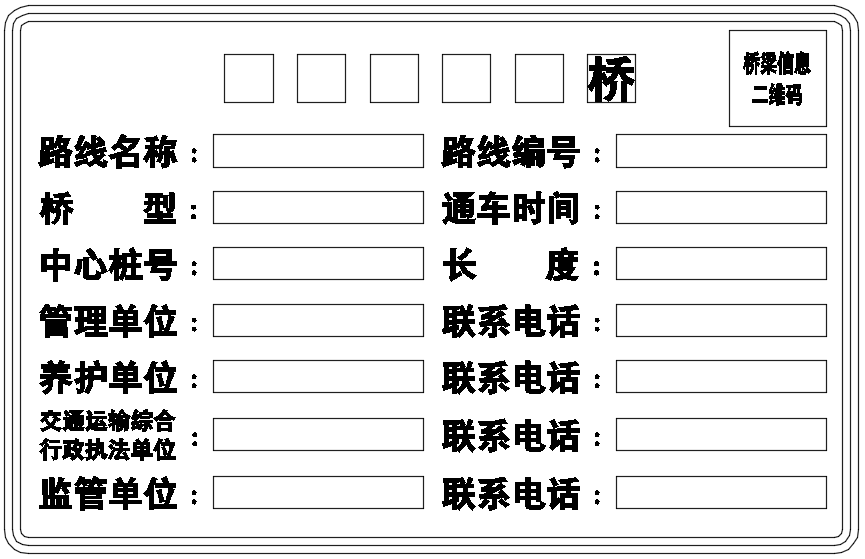 桥
桥梁信息
二维码
路线名称：
路线编号：
桥 型：
通车时间：
中心桩号：
长 度：
管理单位：
联系电话：
养护单位：
联系电话：
交通运输综合
行政执法单位：
联系电话：
监管单位：
联系电话：